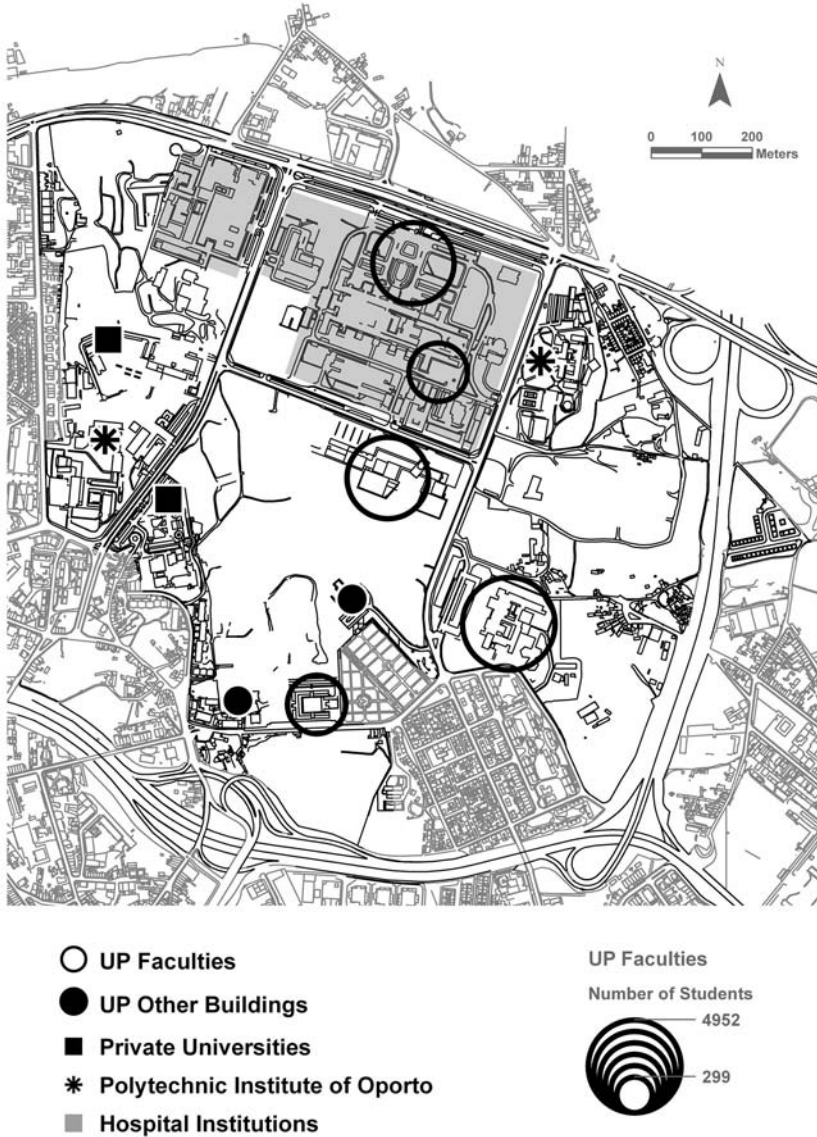 N
0 100 200
Meters
UP Faculties
UP Other Buildings
Private Universities
Polytechnic Institute of Oporto
Hospital Institutions
UP Faculties
Number of Students
4952
299